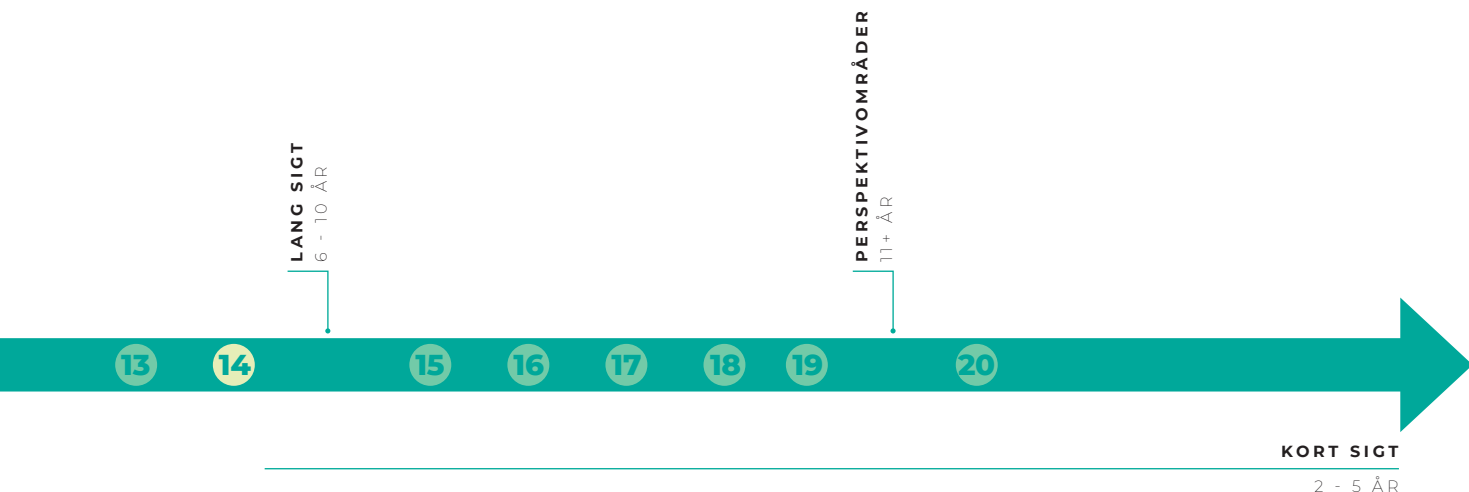 LANG SIGT
6 - 10 ÅR
PERSPEKTIVOMRÅDER
11+ ÅR
13
14
15
16
17
18
19
20
KORT SIGT
2 - 5 ÅR